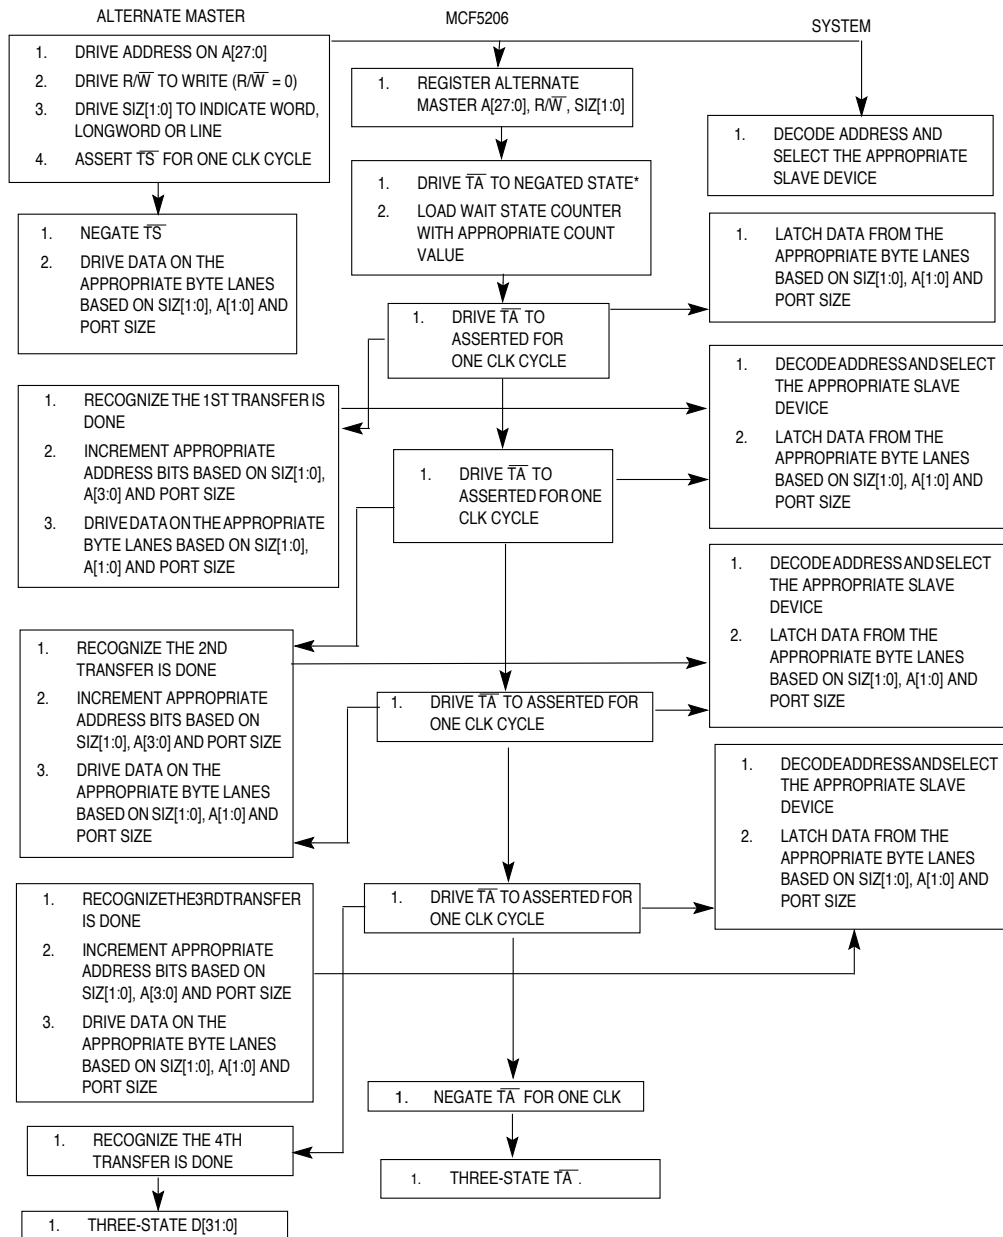 ALTERNATE MASTER
MCF5206
SYSTEM
1. DRIVE ADDRESS ON A[27:0]
2. DRIVE R/W̅ TO WRITE (R/W̅ = 0)
3. DRIVE SIZ[1:0] TO INDICATE WORD,
LONGWORD OR LINE
4. ASSERT T̅S̅ FOR ONE CLK CYCLE
1. REGISTER ALTERNATE
MASTER A[27:0], R/W̅, SIZ[1:0]
1. DECODE ADDRESS AND
SELECT THE APPROPRIATE
SLAVE DEVICE
1. DRIVE T̅A̅ TO NEGATED STATE*
2. LOAD WAIT STATE COUNTER
WITH APPROPRIATE COUNT
VALUE
1. NEGATE T̅S̅
2. DRIVE DATA ON THE
APPROPRIATE BYTE LANES
BASED ON SIZ[1:0], A[1:0] AND
PORT SIZE
1. LATCH DATA FROM THE
APPROPRIATE BYTE LANES
BASED ON SIZ[1:0], A[1:0] AND
PORT SIZE
1. DRIVE T̅A̅ TO
ASSERTED FOR
ONE CLK CYCLE
1. RECOGNIZE THE 1ST TRANSFER IS
DONE
2. INCREMENT APPROPRIATE
ADDRESS BITS BASED ON SIZ[1:0],
A[3:0] AND PORT SIZE
3. DRIVE DATA ON THE APPROPRIATE
BYTE LANES BASED ON SIZ[1:0],
A[1:0] AND PORT SIZE
1. DECODE ADDRESS AND SELECT
THE APPROPRIATE SLAVE
DEVICE
2. LATCH DATA FROM THE
APPROPRIATE BYTE LANES
BASED ON SIZ[1:0], A[1:0] AND
PORT SIZE
1. DRIVE T̅A̅ TO
ASSERTED FOR ONE
CLK CYCLE
1. DECODE ADDRESS AND SELECT
THE APPROPRIATE SLAVE
DEVICE
2. LATCH DATA FROM THE
APPROPRIATE BYTE LANES
BASED ON SIZ[1:0], A[1:0] AND
PORT SIZE
1. RECOGNIZE THE 2ND
TRANSFER IS DONE
2. INCREMENT APPROPRIATE
ADDRESS BITS BASED ON
SIZ[1:0], A[3:0] AND PORT SIZE
3. DRIVE DATA ON THE
APPROPRIATE BYTE LANES
BASED ON SIZ[1:0], A[1:0] AND
PORT SIZE
1. DRIVE T̅A̅ TO ASSERTED FOR
ONE CLK CYCLE
1. DECODE ADDRESS AND SELECT
THE APPROPRIATE SLAVE
DEVICE
2. LATCH DATA FROM THE
APPROPRIATE BYTE LANES
BASED ON SIZ[1:0], A[1:0] AND
PORT SIZE
1. DRIVE T̅A̅ TO ASSERTED FOR
ONE CLK CYCLE
1. RECOGNIZE THE 3RD TRANSFER
IS DONE
2. INCREMENT APPROPRIATE
ADDRESS BITS BASED ON
SIZ[1:0], A[3:0] AND PORT SIZE
3. DRIVE DATA ON THE
APPROPRIATE BYTE LANES
BASED ON SIZ[1:0], A[1:0] AND
PORT SIZE
1. NEGATE T̅A̅ FOR ONE CLK
1. RECOGNIZE THE 4TH
TRANSFER IS DONE
1. THREE-STATE T̅A̅ .
1. THREE-STATE D[31:0]